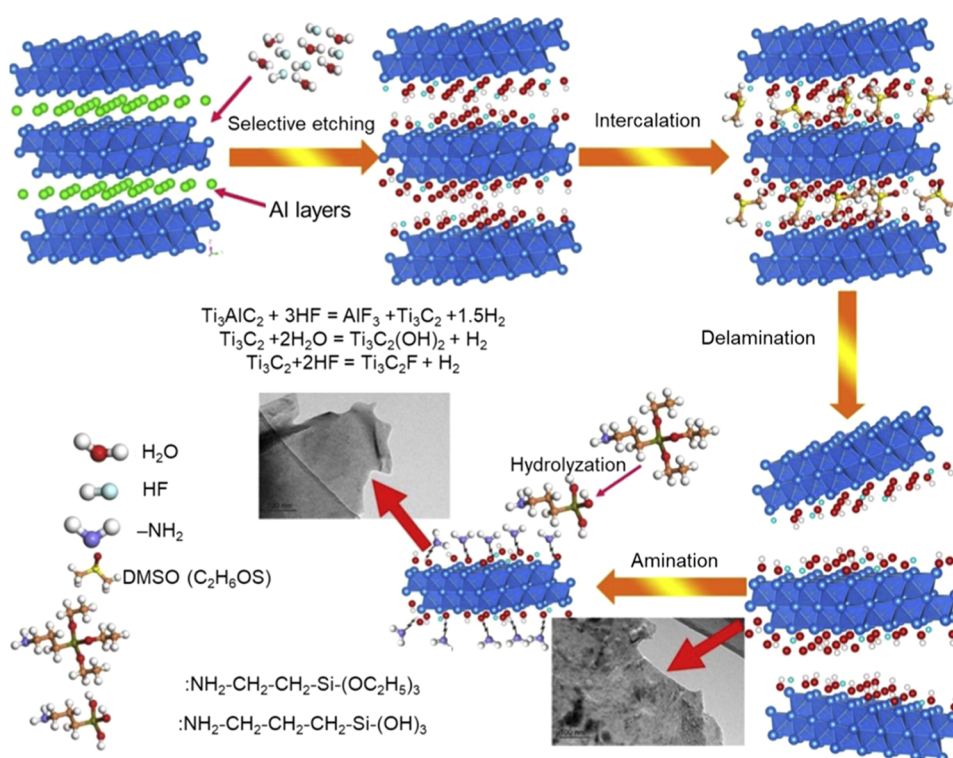 Selective etching
Intercalation
Al layers
Ti₃AlC₂ + 3HF = AlF₃ +Ti₃C₂ +1.5H₂
Ti₃C₂ +2H₂O = Ti₃C₂(OH)₂ + H₂
Ti₃C₂+2HF = Ti₃C₂F + H₂
Delamination
Hydrolyzation
H₂O
HF
–NH₂
DMSO (C₂H₆OS)
Amination
:NH₂-CH₂-CH₂-Si-(OC₂H₅)₃
:NH₂-CH₂-CH₂-CH₂-Si-(OH)₃